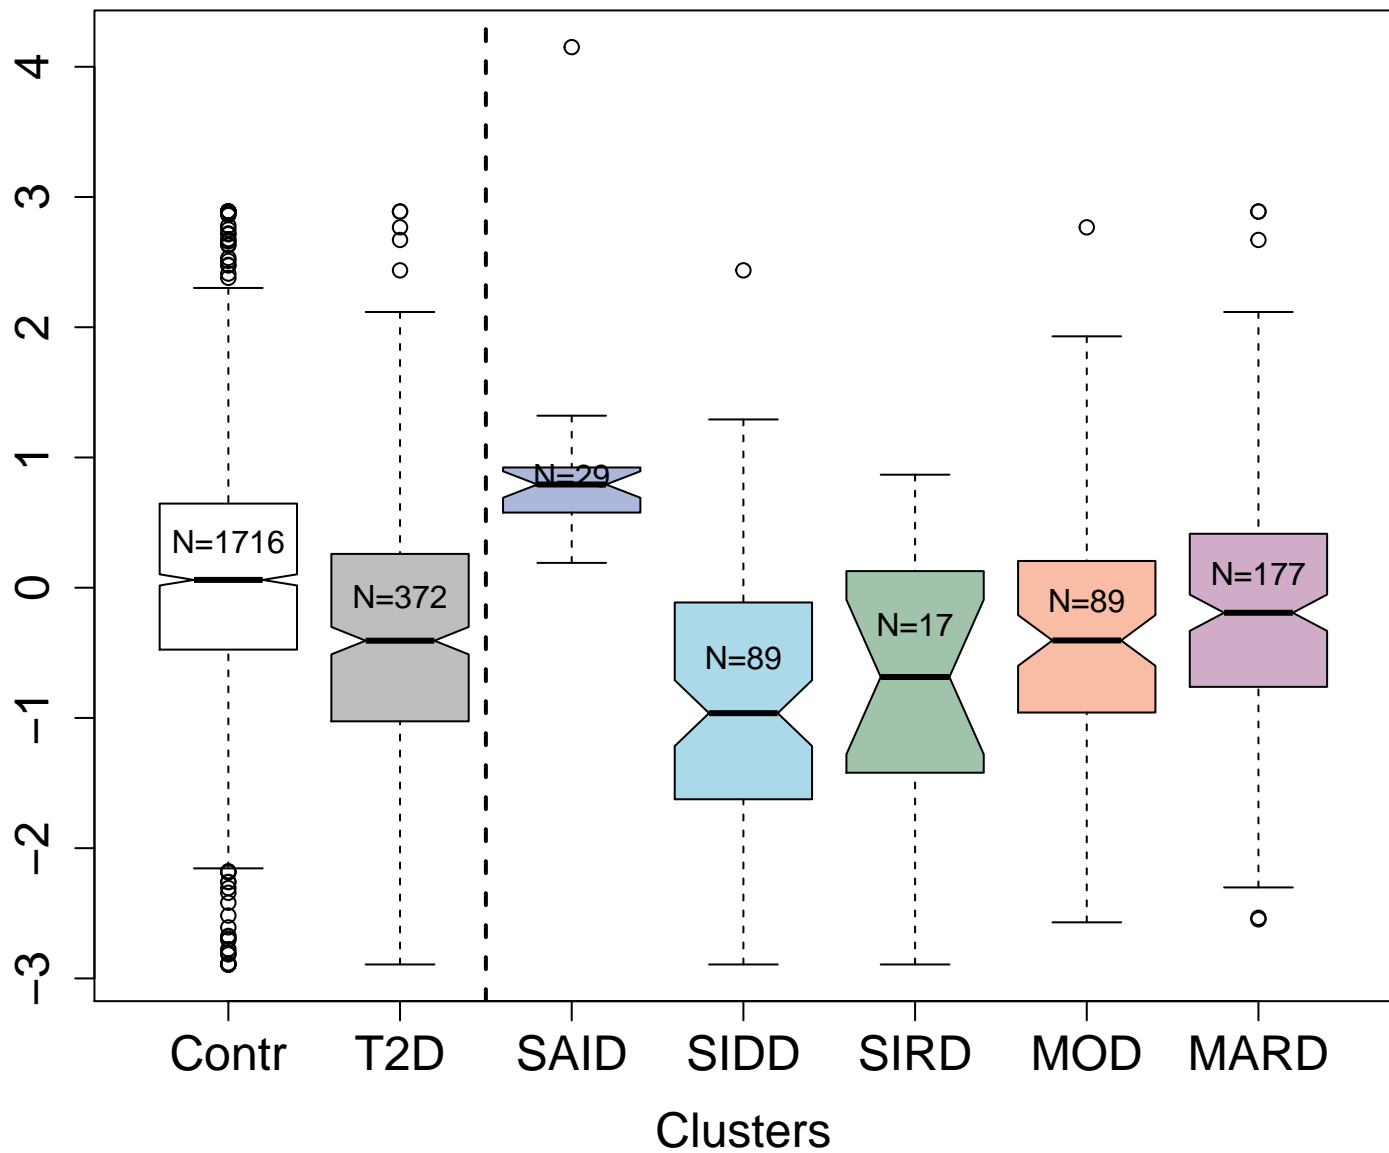 4
3
2
1
0
−1
−2
−3
N=1716
N=372
N=29
N=89
N=17
N=89
N=177
Contr T2D SAID SIDD SIRD MOD MARD
Clusters